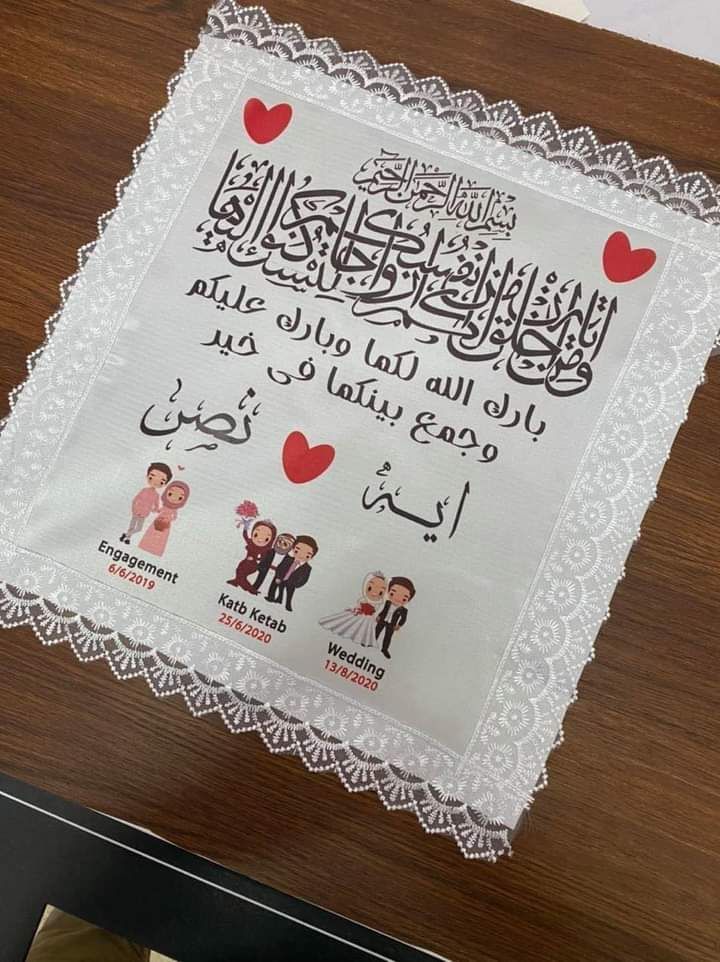 بسم الله الرحمن الرحيم
ومن آياته أن خلق لكم من أنفسكم أزواجا لتسكنوا إليها
بارك الله لكما وبارك عليكم
وجمع بينكما في خير
اية
نصر
Engagement
6/6/2019
Katb Ketab
25/6/2020
Wedding
13/8/2020